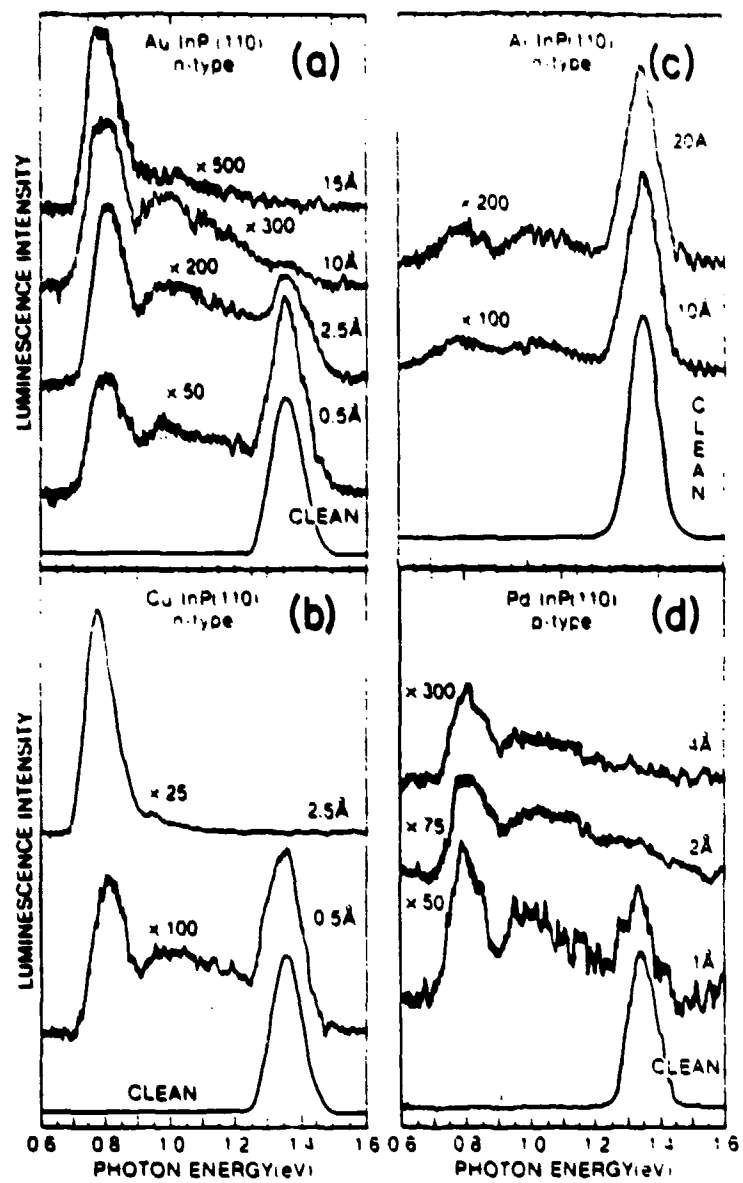 Au InP(110)
n-type
(a)
LUMINESCENCE INTENSITY
× 500
15Å
× 300
10Å
× 200
2.5Å
× 50
0.5Å
CLEAN
InP(110)
n-type
(c)
20Å
× 200
10Å
× 100
CLEAN
Cu InP(110)
n-type
(b)
LUMINESCENCE INTENSITY
× 25
2.5Å
× 100
0.5Å
CLEAN
0.6 0.8 1.0 1.2 1.4 1.6
PHOTON ENERGY(eV)
Pd InP(110)
p-type
(d)
× 300
4Å
× 75
2Å
× 50
1Å
CLEAN
0.6 0.8 1.0 1.2 1.4 1.6
PHOTON ENERGY(eV)